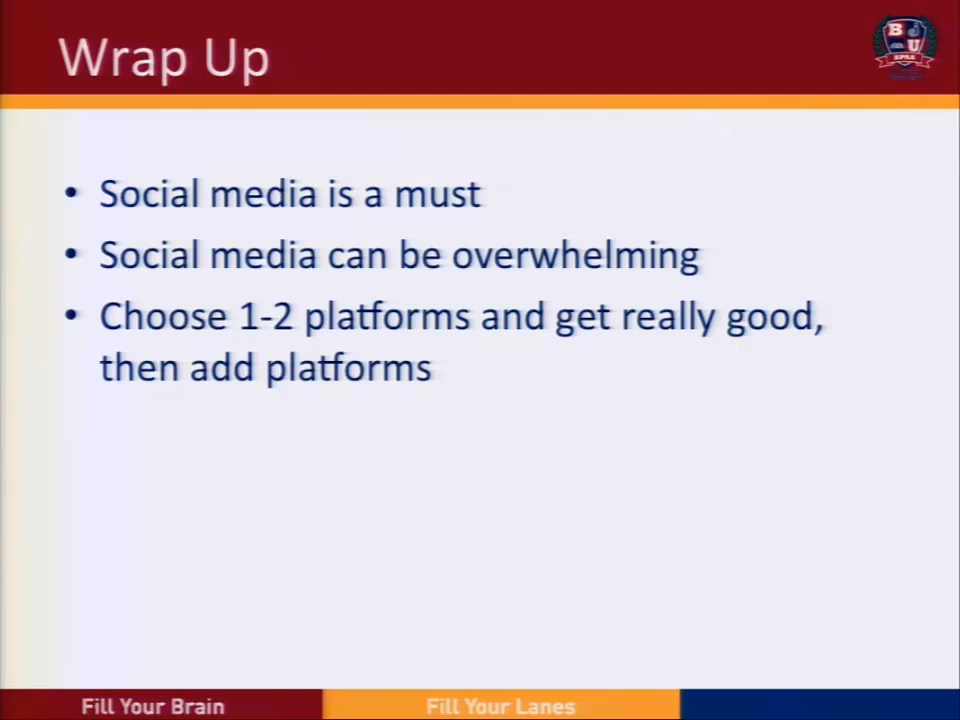 Wrap Up
B
U
• Social media is a must
• Social media can be overwhelming
• Choose 1-2 platforms and get really good,
then add platforms
Fill Your Brain
Fill Your Lanes